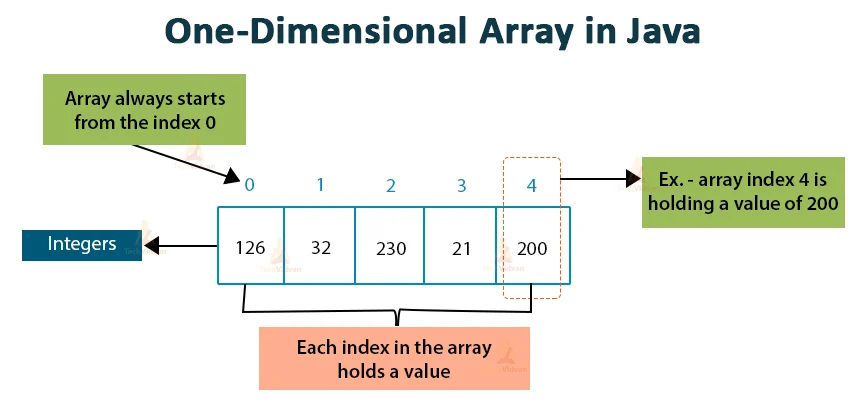 One-Dimensional Array in Java
Array always starts
from the index 0
0 1 2 3 4
Ex. - array index 4 is
holding a value of 200
Integers
126 32 230 21 200
Each index in the array
holds a value